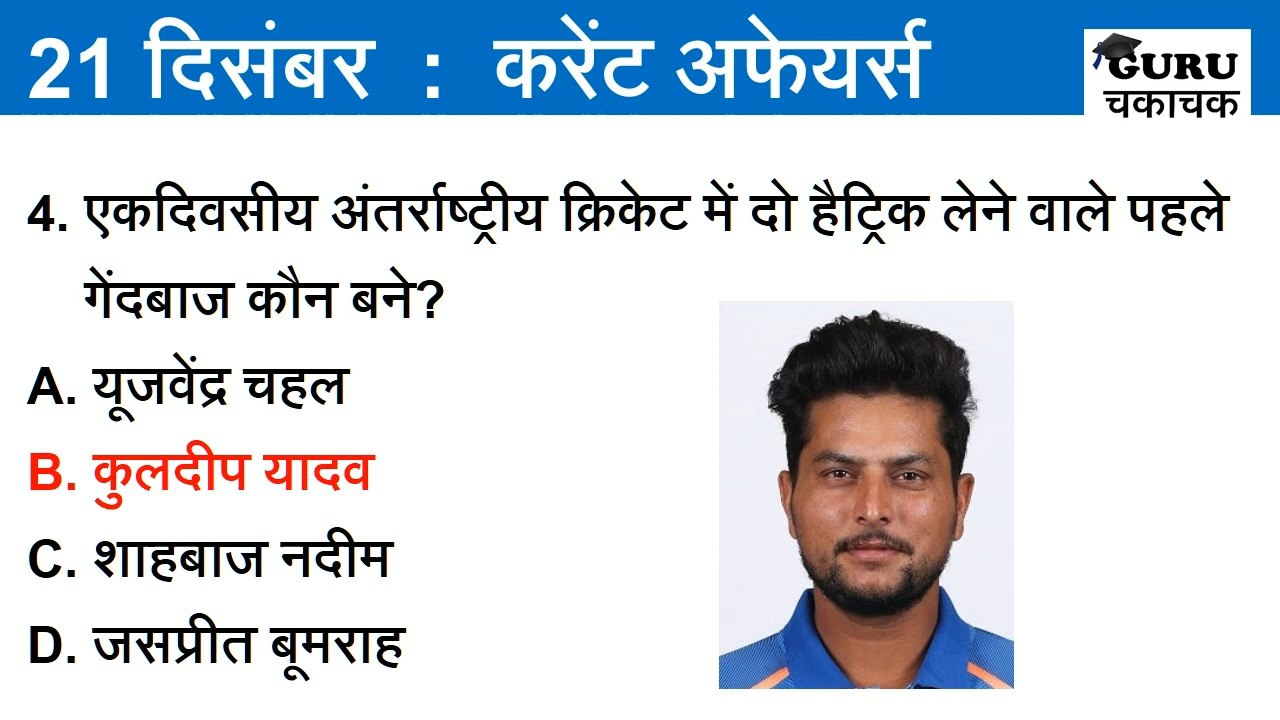 21 दिसंबर : करेंट अफेयर्स
GURU
चकाचक
4. एकदिवसीय अंतर्राष्ट्रीय क्रिकेट में दो हैट्रिक लेने वाले पहले
गेंदबाज कौन बने?
A. यूजवेंद्र चहल
B. कुलदीप यादव
C. शाहबाज नदीम
D. जसप्रीत बूमराह